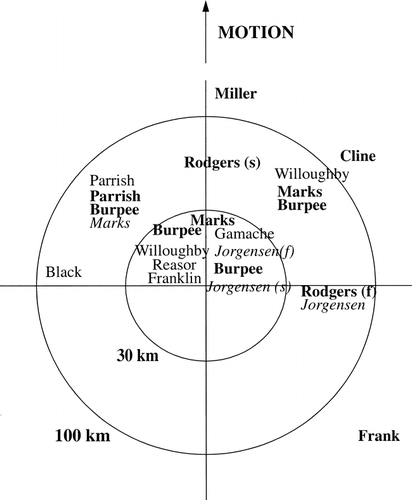 MOTION
Miller
Cline
Rodgers (s)
Willoughby
Marks
Burpee
Parrish
Parrish
Burpee
Marks
Marks
Burpee
Gamache
Willoughby
Jorgensen(f)
Reasor
Burpee
Franklin
Black
Jorgensen (s)
Rodgers (f)
Jorgensen
30 km
100 km
Frank